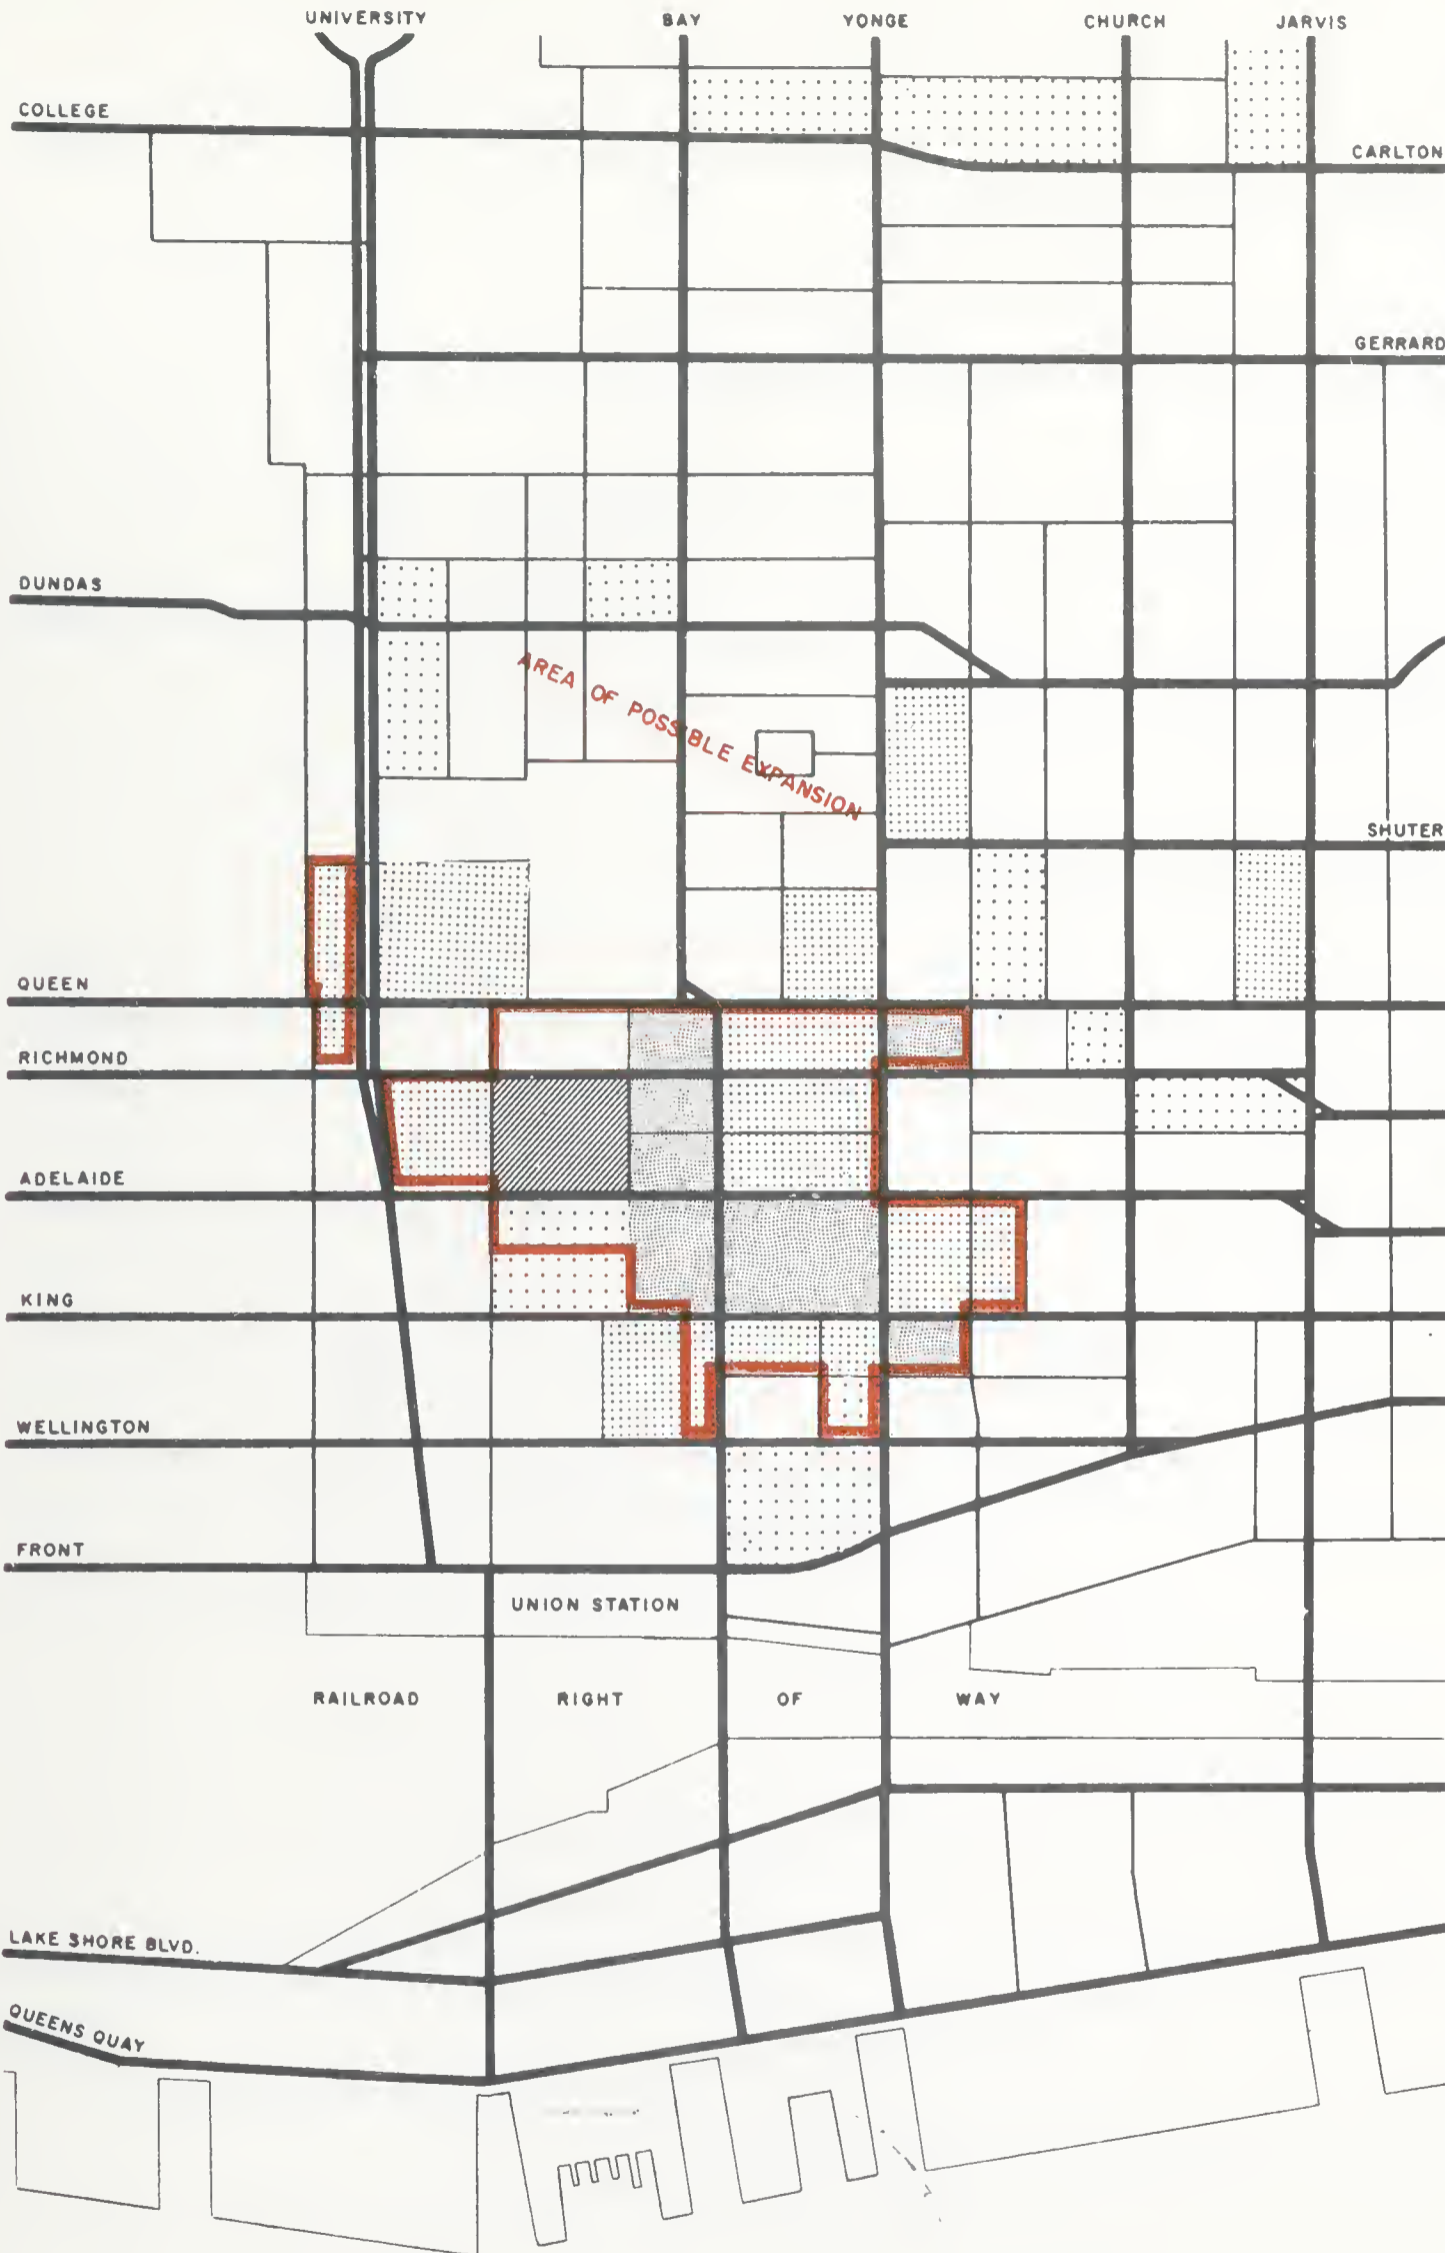 UNIVERSITY
BAY
YONGE
CHURCH
JARVIS
COLLEGE
CARLTON
GERRARD
DUNDAS
AREA OF POSSIBLE EXPANSION
SHUTER
QUEEN
RICHMOND
ADELAIDE
KING
WELLINGTON
FRONT
UNION STATION
RAILROAD RIGHT OF WAY
LAKE SHORE BLVD.
QUEENS QUAY